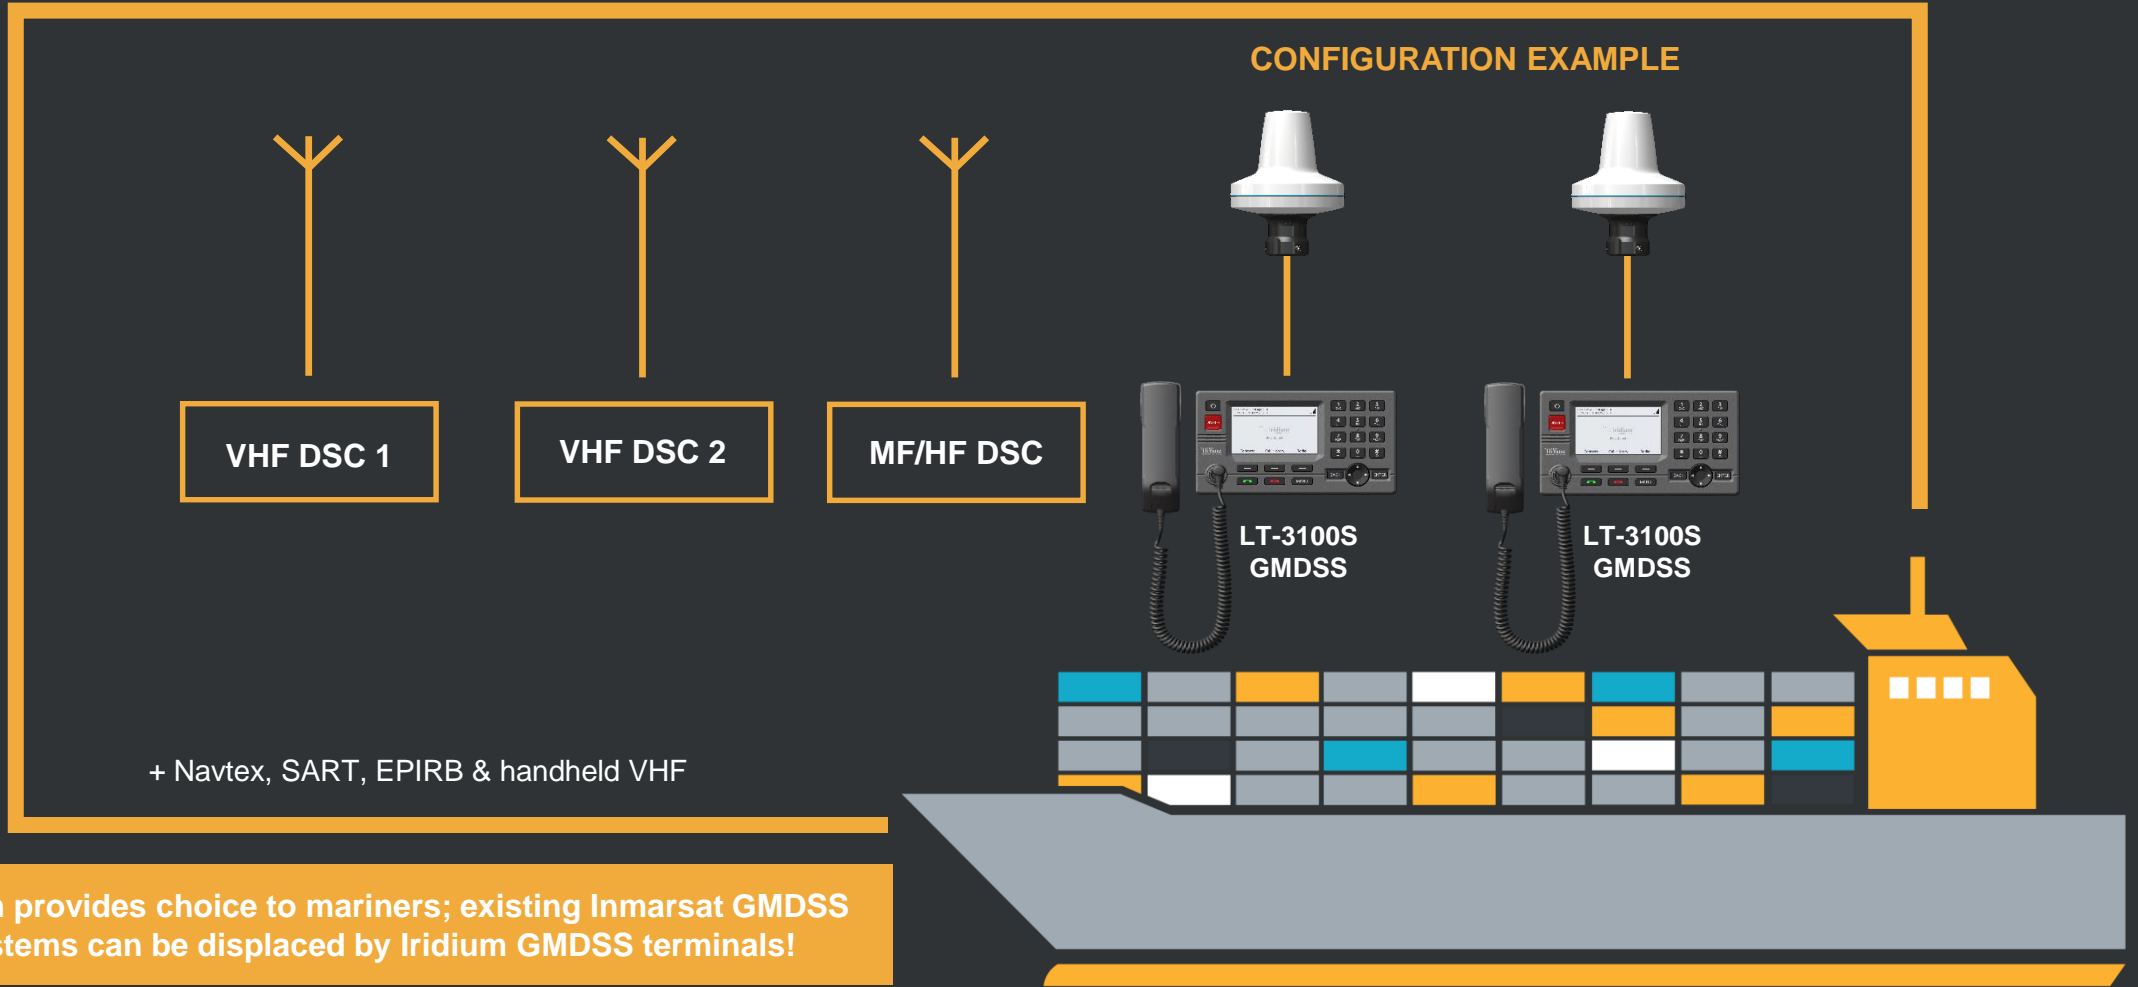 CONFIGURATION EXAMPLE
VHF DSC 1
VHF DSC 2
MF/HF DSC
LT-3100S
GMDSS
LT-3100S
GMDSS
+ Navtex, SART, EPIRB & handheld VHF
provides choice to mariners; existing Inmarsat GMDSS
can be displaced by Iridium GMDSS terminals!